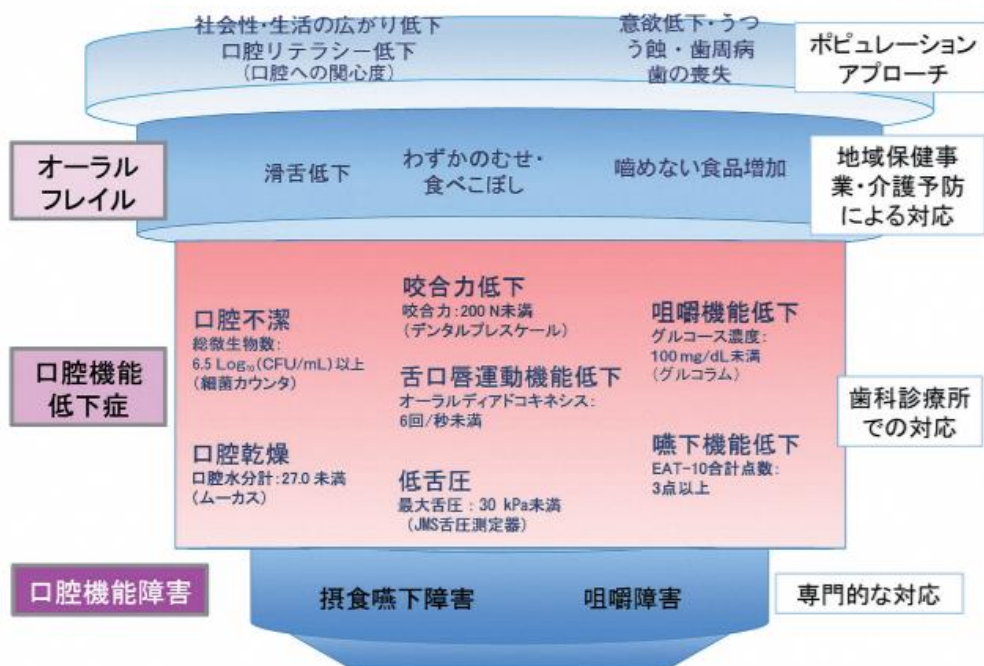 社会性・生活の広がり低下
口腔リテラシー低下
(口腔への関心度)
意欲低下・うつ
う蝕・歯周病
歯の喪失
ポピュレーション
アプローチ
オーラル
フレイル
滑舌低下
わずかのむせ・
食べこぼし
噛めない食品増加
地域保健事
業・介護予防
による対応
口腔機能
低下症
口腔不潔
総微生物数:
6.5 Log₁₀(CFU/mL)以上
(細菌カウンタ)
口腔乾燥
口腔水分計:27.0 未満
(ムーカス)
咬合力低下
咬合力:200 N未満
(デンタルプレスケール)
舌口唇運動機能低下
オーラルディアドコキネシス:
6回/秒未満
低舌圧
最大舌圧:30 kPa未満
(JMS舌圧測定器)
咀嚼機能低下
グルコース濃度:
100 mg/dL未満
(グルコラム)
嚥下機能低下
EAT-10合計点数:
3点以上
歯科診療所
での対応
口腔機能障害
摂食嚥下障害
咀嚼障害
専門的な対応